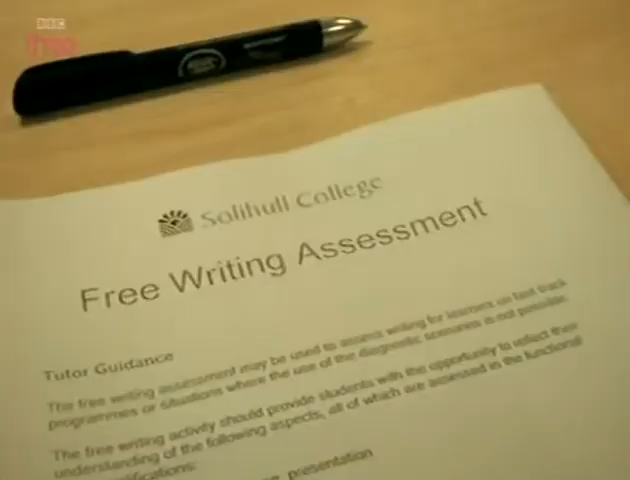 BBC
three
Solihull College
Free Writing Assessment
Tutor Guidance
The free writing assessment may be used to assess writing for learners on fast track
programmes or situations where the use of the diagnostic scenarios is not possible.
The free writing activity should provide students with the opportunity to reflect their
understanding of the following aspects, all of which are assessed in the functional
presentation